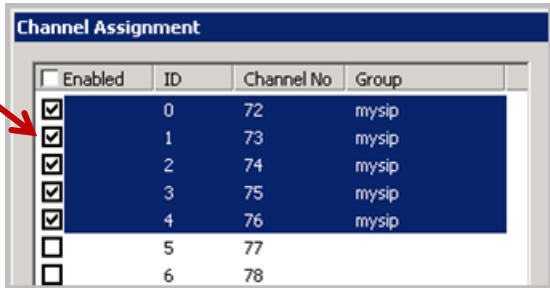 Channel Assignment
Enabled ID Channel No Group
0 72 mysip
1 73 mysip
2 74 mysip
3 75 mysip
4 76 mysip
5 77
6 78